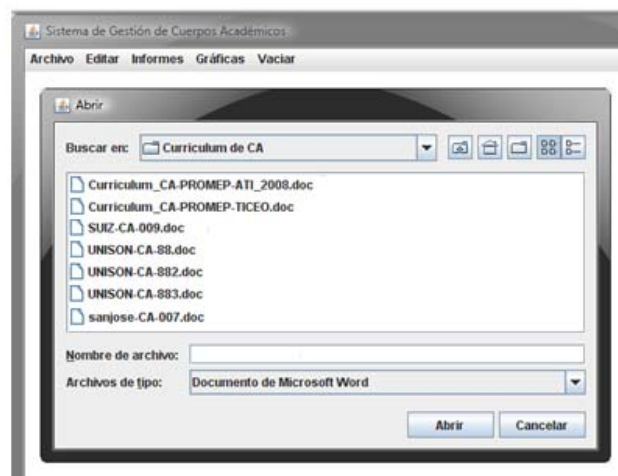 Sistema de Gestión de Cuerpos Académicos
Archivo Editar Informes Gráficas Vaciar
Abrir
Buscar en: Curriculum de CA
Curriculum_CA-PROMEP-ATI_2008.doc
Curriculum_CA-PROMEP-TICEO.doc
SUIZ-CA-009.doc
UNISON-CA-88.doc
UNISON-CA-882.doc
UNISON-CA-883.doc
sanjose-CA-007.doc
Nombre de archivo:
Archivos de tipo: Documento de Microsoft Word
Abrir Cancelar